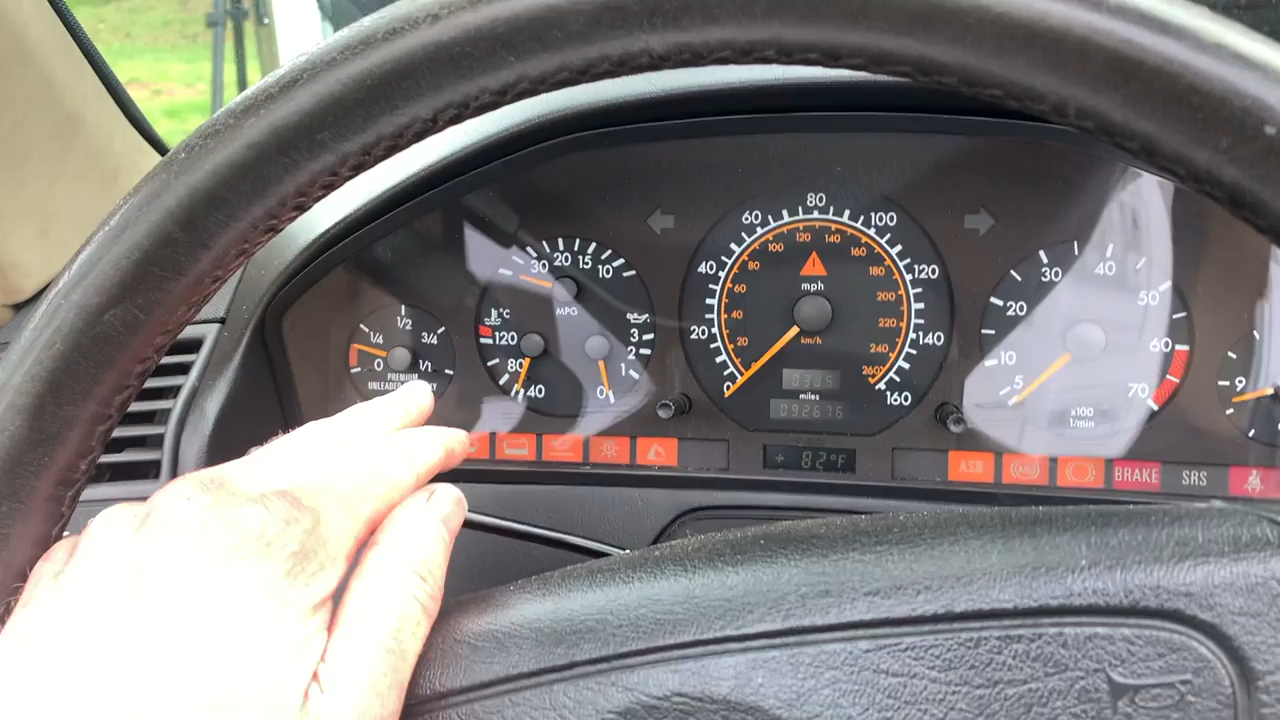 1/4 1/2 3/4
0 1/1
PREMIUM
UNLEADED
30 20 15 10
MPG
°C
120 80 40
3 2 1 0
0 20 40 60 80 100 120 140 160
20 40 60 80 100 120 140 160 180 200 220 240 260
mph
km/h
miles
092676
82°F
5 10 20 30 40 50 60 70
x100
1/min
9
ASR
ABS
BRAKE
SRS